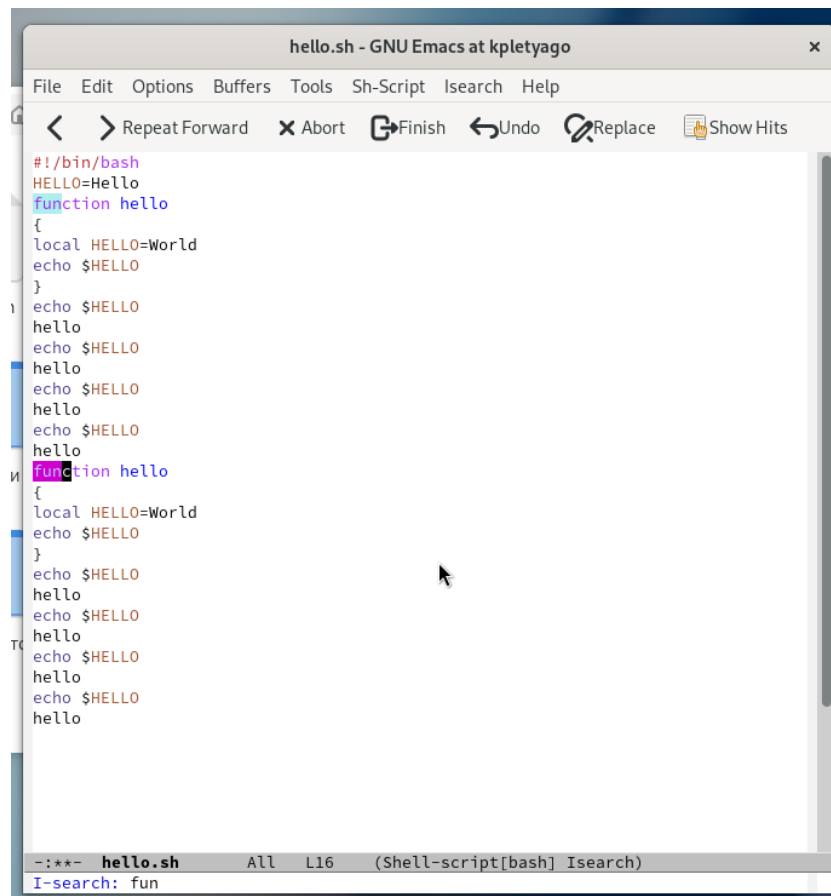 hello.sh - GNU Emacs at kpletyago ×
File Edit Options Buffers Tools Sh-Script Isearch Help
Repeat Forward Abort Finish Undo Replace Show Hits
#!/bin/bash
HELLO=Hello
function hello
{
local HELLO=World
echo $HELLO
}
echo $HELLO
hello
echo $HELLO
hello
echo $HELLO
hello
echo $HELLO
hello
function hello
{
local HELLO=World
echo $HELLO
}
echo $HELLO
hello
echo $HELLO
hello
echo $HELLO
hello
echo $HELLO
hello
-:**- hello.sh All L16 (Shell-script[bash] Isearch)
I-search: fun